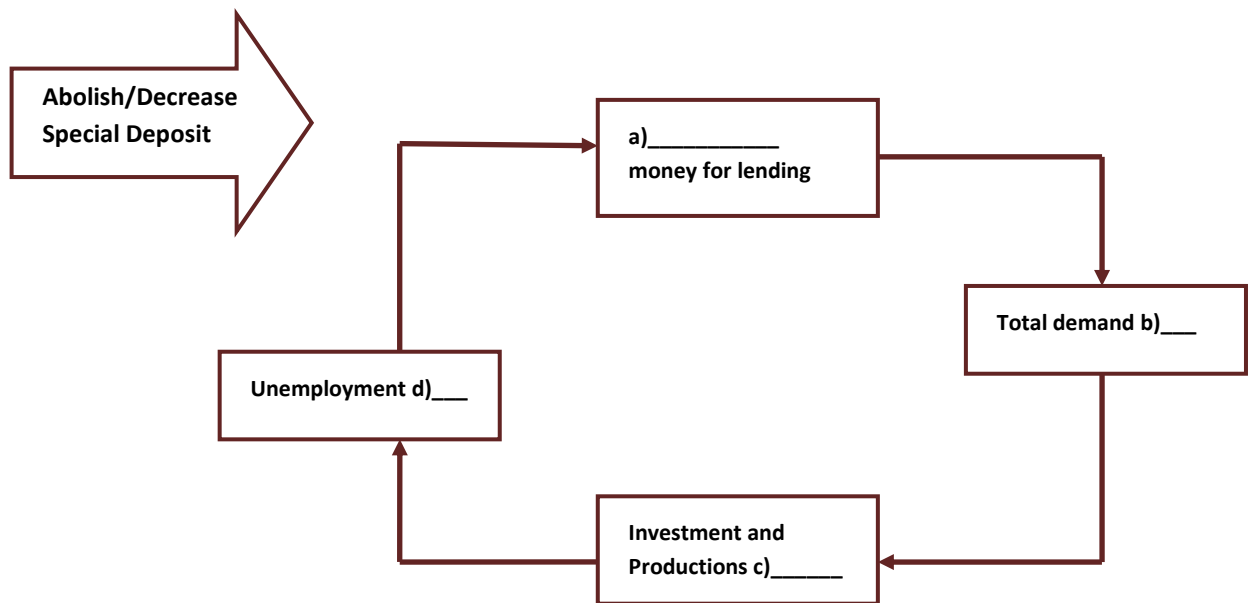 Abolish/Decrease
Special Deposit
a)___________
money for lending
Total demand b)___
Unemployment d)___
Investment and
Productions c)______